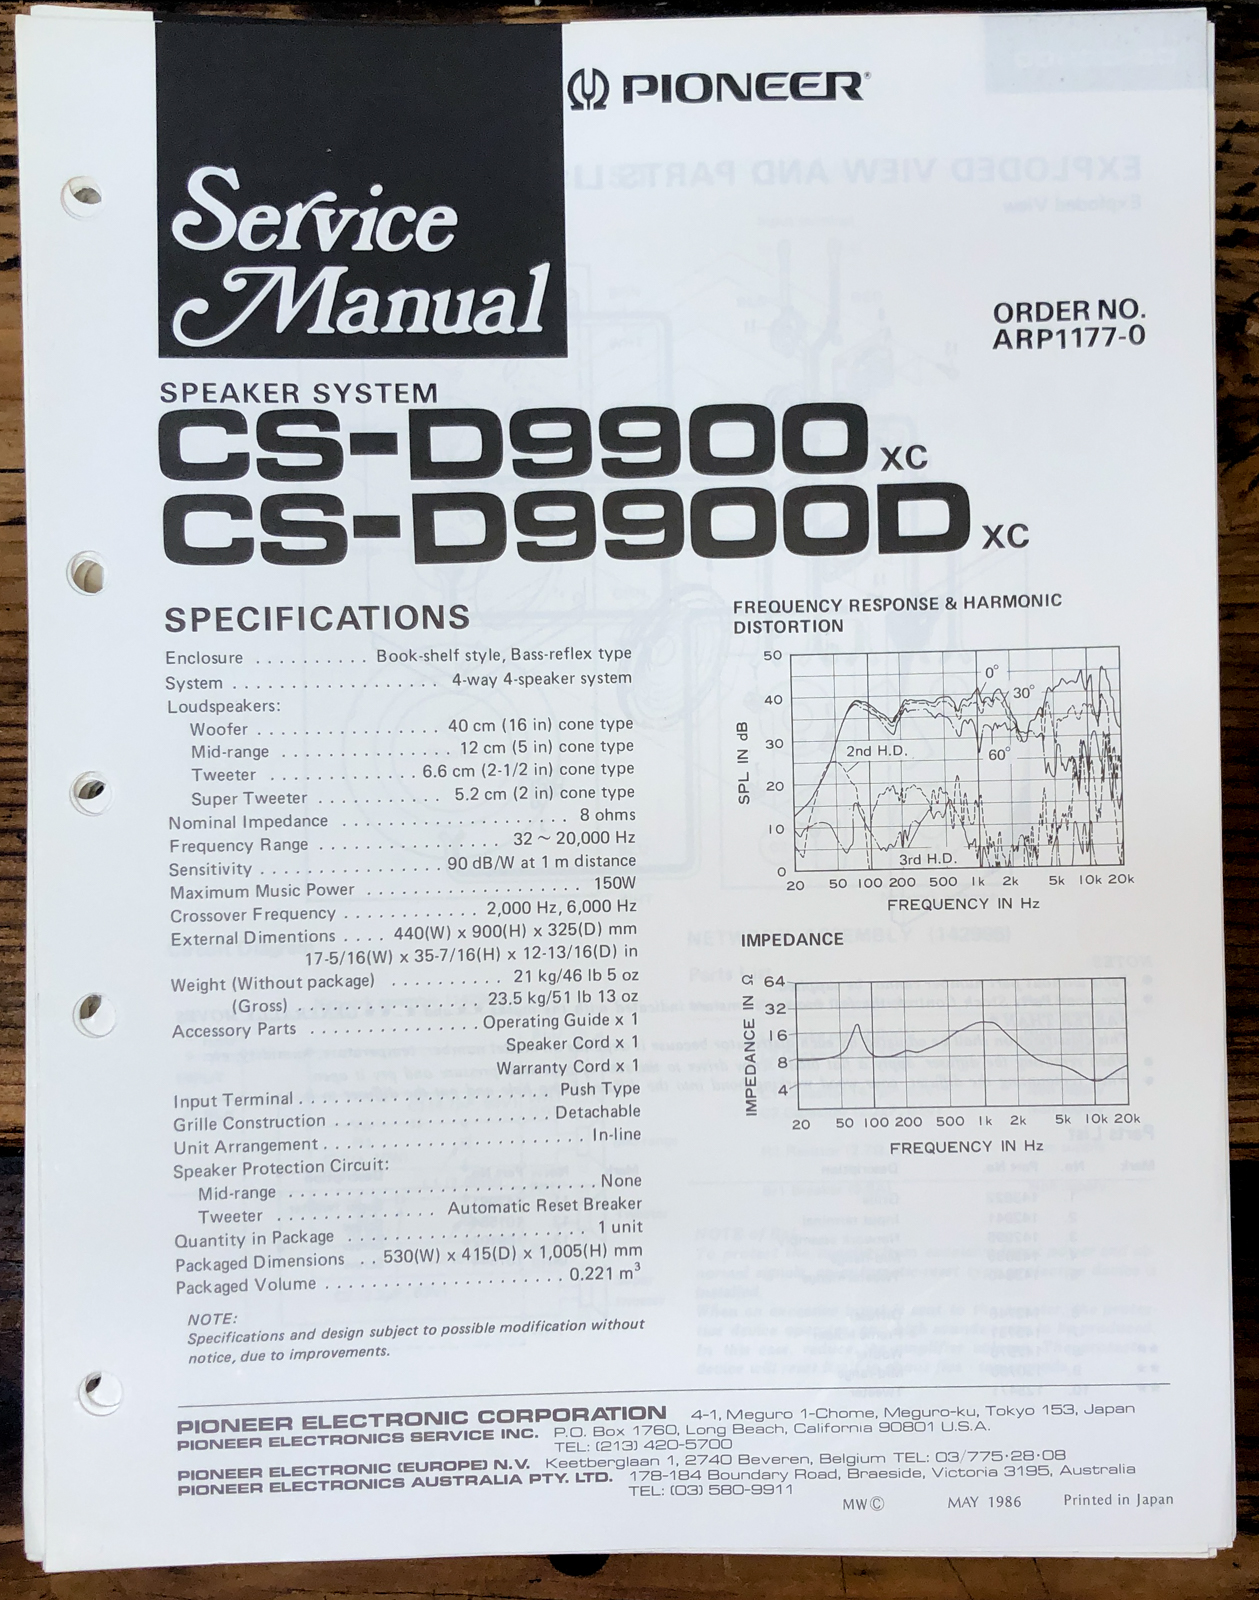 PIONEER®
Service
Manual
ORDER NO.
ARP1177-0
SPEAKER SYSTEM
CS-D9900 XC
CS-D9900D XC
SPECIFICATIONS
Enclosure . . . . . . . . . . Book-shelf style, Bass-reflex type
System . . . . . . . . . . . . . . . . . . 4-way 4-speaker system
Loudspeakers:
Woofer . . . . . . . . . . . . . . . . 40 cm (16 in) cone type
Mid-range . . . . . . . . . . . . . . . 12 cm (5 in) cone type
Tweeter . . . . . . . . . . . . . 6.6 cm (2-1/2 in) cone type
Super Tweeter . . . . . . . . . . . 5.2 cm (2 in) cone type
Nominal Impedance . . . . . . . . . . . . . . . . . . . . 8 ohms
Frequency Range . . . . . . . . . . . . . . . . 32 ~ 20,000 Hz
Sensitivity . . . . . . . . . . . . . . . . 90 dB/W at 1 m distance
Maximum Music Power . . . . . . . . . . . . . . . . . . . 150W
Crossover Frequency . . . . . . . . . . . . 2,000 Hz, 6,000 Hz
External Dimentions . . . . 440(W) x 900(H) x 325(D) mm
17-5/16(W) x 35-7/16(H) x 12-13/16(D) in
Weight (Without package) . . . . . . . . . . 21 kg/46 lb 5 oz
(Gross) . . . . . . . . . . . . . . . 23.5 kg/51 lb 13 oz
Accessory Parts . . . . . . . . . . . . . . . Operating Guide x 1
Speaker Cord x 1
Warranty Cord x 1
Input Terminal . . . . . . . . . . . . . . . . . . . . . . Push Type
Grille Construction . . . . . . . . . . . . . . . . . . . Detachable
Unit Arrangement . . . . . . . . . . . . . . . . . . . . . . . In-line
Speaker Protection Circuit:
Mid-range . . . . . . . . . . . . . . . . . . . . . . . . . . . None
Tweeter . . . . . . . . . . . . . . Automatic Reset Breaker
Quantity in Package . . . . . . . . . . . . . . . . . . . . . 1 unit
Packaged Dimensions . . 530(W) x 415(D) x 1,005(H) mm
Packaged Volume . . . . . . . . . . . . . . . . . . . . 0.221 m³
NOTE:
Specifications and design subject to possible modification without
notice, due to improvements.
FREQUENCY RESPONSE & HARMONIC
DISTORTION
SPL IN dB
50
40
30
20
10
0
0°
30°
60°
2nd H.D.
3rd H.D.
20 50 100 200 500 1k 2k 5k 10k 20k
FREQUENCY IN Hz
IMPEDANCE
IMPEDANCE IN Ω
64
32
16
8
4
20 50 100 200 500 1k 2k 5k 10k 20k
FREQUENCY IN Hz
PIONEER ELECTRONIC CORPORATION 4-1, Meguro 1-Chome, Meguro-ku, Tokyo 153, Japan
PIONEER ELECTRONICS SERVICE INC. P.O. Box 1760, Long Beach, California 90801 U.S.A.
TEL: (213) 420-5700
PIONEER ELECTRONIC (EUROPE) N.V. Keetberglaan 1, 2740 Beveren, Belgium TEL: 03/775·28·08
PIONEER ELECTRONICS AUSTRALIA PTY. LTD. 178-184 Boundary Road, Braeside, Victoria 3195, Australia
TEL: (03) 580-9911
MW © MAY 1986 Printed in Japan